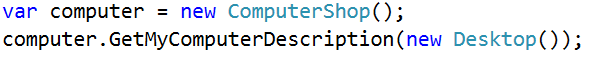 var computer = new ComputerShop();
computer.GetMyComputerDescription(new Desktop());